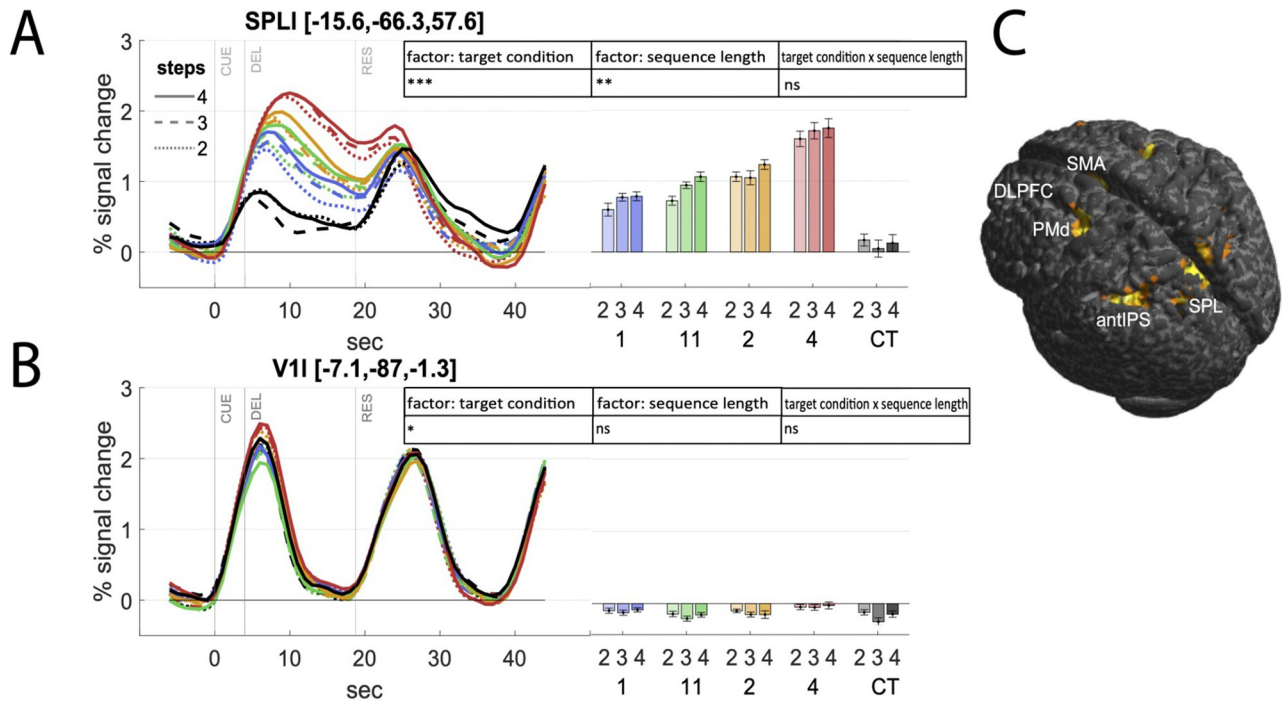 A
SPLl [-15.6,-66.3,57.6]
C
3
2
1
0
% signal change
steps
4
3
2
CUE
DEL
RES
factor: target condition
factor: sequence length
target condition x sequence length
***
**
ns
0 10 20 30 40
sec
2 3 4 2 3 4 2 3 4 2 3 4 2 3 4
1 11 2 4 CT
SMA
DLPFC
PMd
antIPS
SPL
B
V1l [-7.1,-87,-1.3]
3
2
1
0
% signal change
CUE
DEL
RES
factor: target condition
factor: sequence length
target condition x sequence length
*
ns
ns
0 10 20 30 40
sec
2 3 4 2 3 4 2 3 4 2 3 4 2 3 4
1 11 2 4 CT